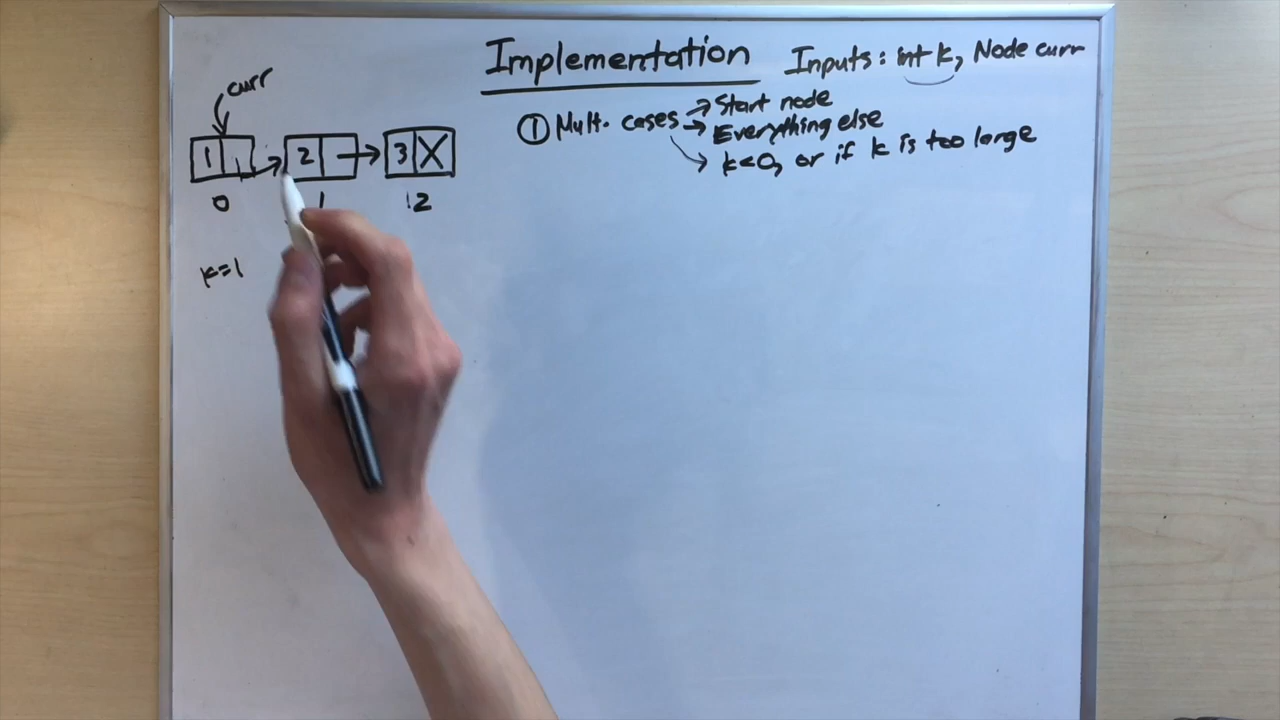 Implementation
Inputs: int k, Node curr
① Mult. cases → Start node
→ Everything else
→ k<0, or if k is too large
curr
1 2 3 X
0 1 2
k=1